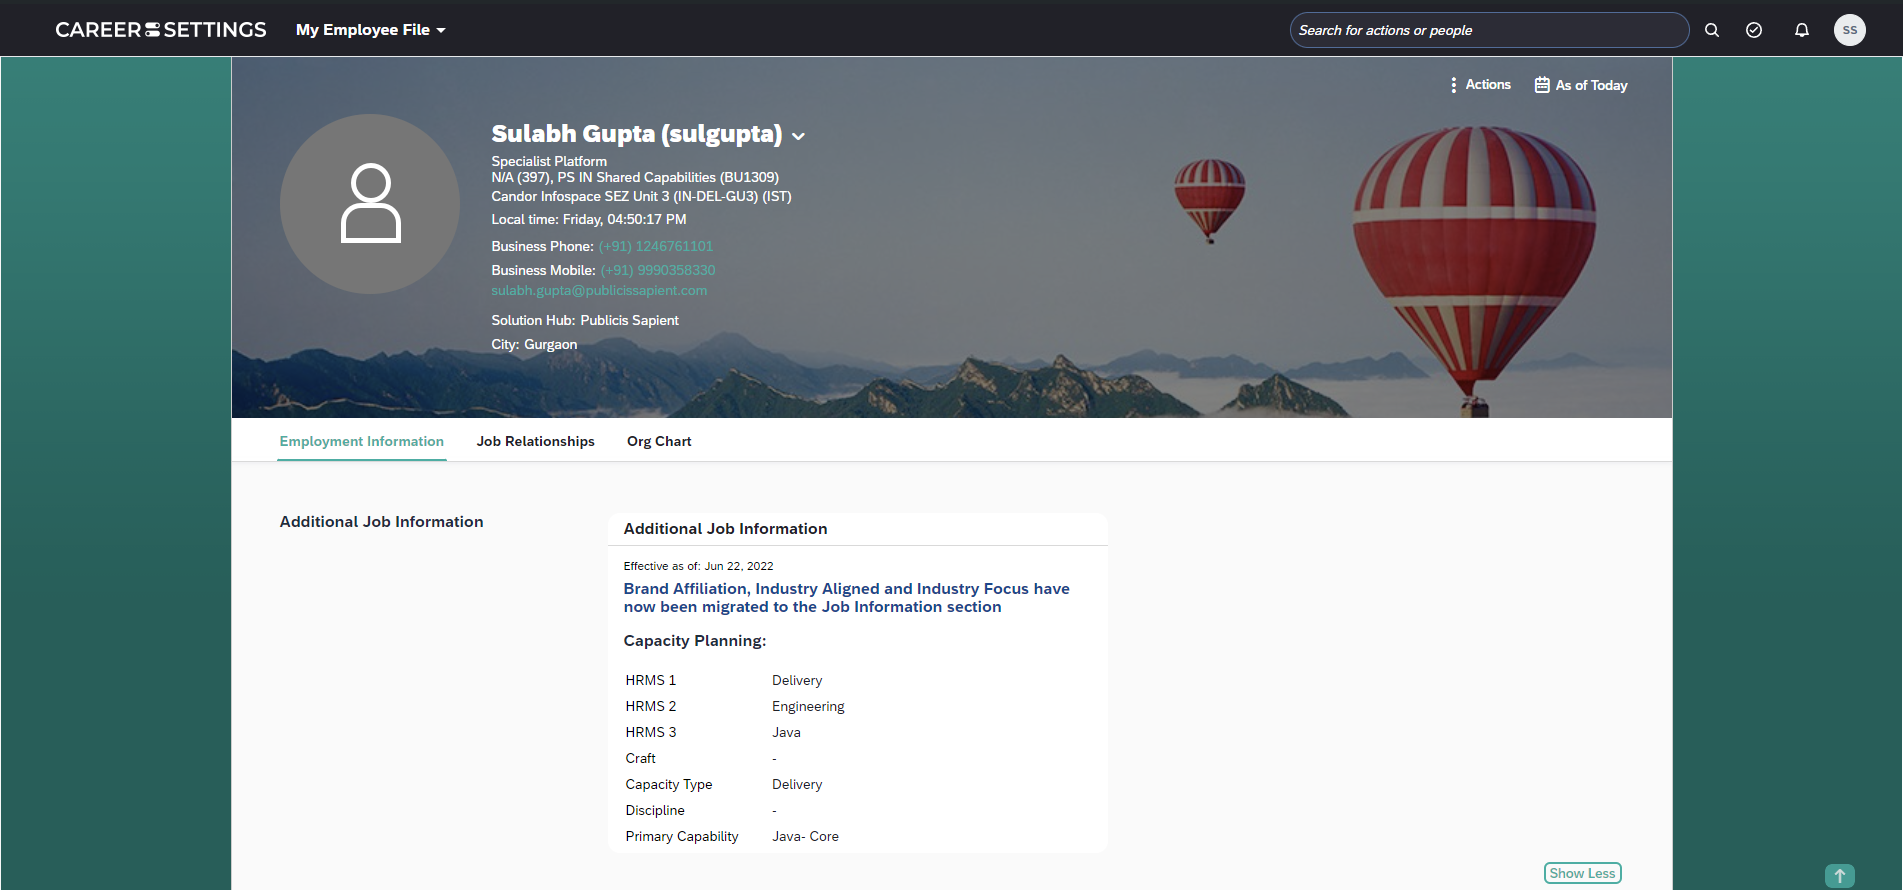 CAREER SETTINGS
My Employee File
Search for actions or people
SS
Actions
As of Today
Sulabh Gupta (sulgupta)
Specialist Platform
N/A (397), PS IN Shared Capabilities (BU1309)
Candor Infospace SEZ Unit 3 (IN-DEL-GU3) (IST)
Local time: Friday, 04:50:17 PM
Business Phone: (+91) 1246761101
Business Mobile: (+91) 9990358330
sulabh.gupta@publicissapient.com
Solution Hub: Publicis Sapient
City: Gurgaon
Employment Information
Job Relationships
Org Chart
Additional Job Information
Additional Job Information
Effective as of: Jun 22, 2022
Brand Affiliation, Industry Aligned and Industry Focus have
now been migrated to the Job Information section
Capacity Planning:
HRMS 1 Delivery
HRMS 2 Engineering
HRMS 3 Java
Craft -
Capacity Type Delivery
Discipline -
Primary Capability Java- Core
Show Less